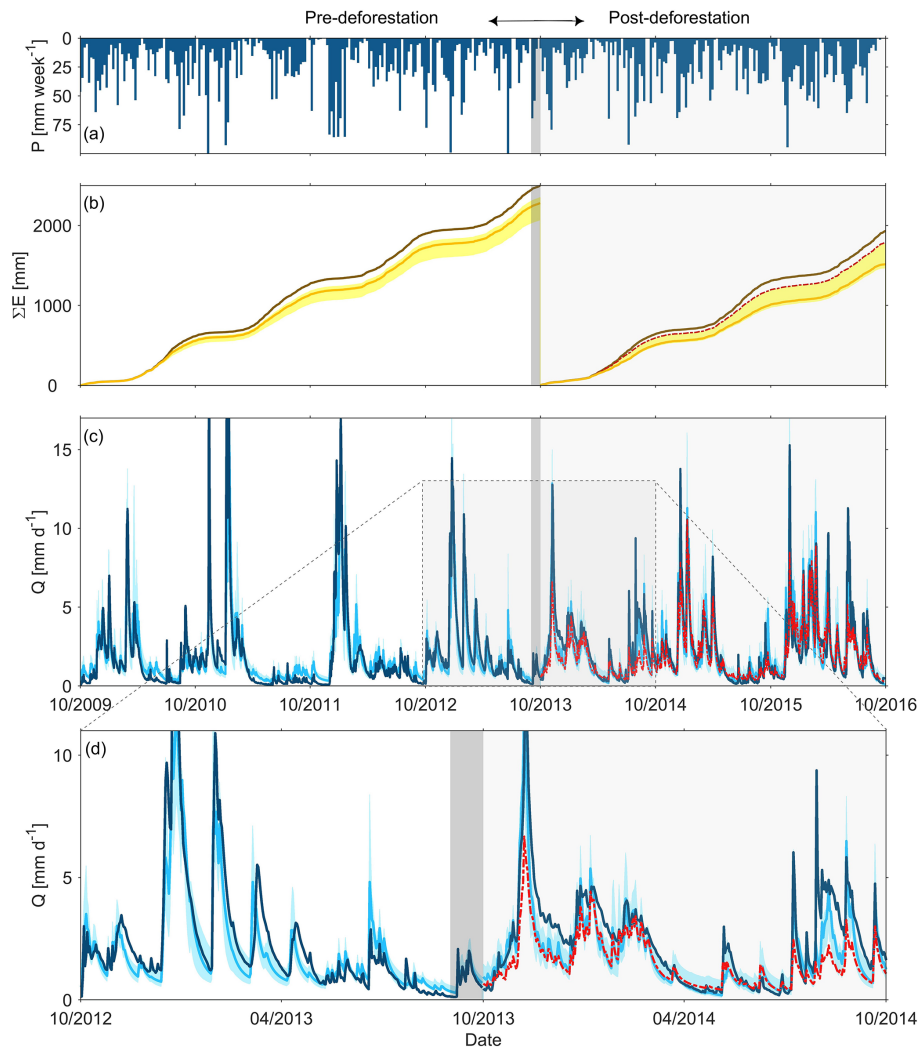 Pre-deforestation Post-deforestation
0
25
50
75
P [mm week-1]
(a)
(b)
2000
1000
0
ΣE [mm]
(c)
15
10
5
0
Q [mm d-1]
10/2009 10/2010 10/2011 10/2012 10/2013 10/2014 10/2015 10/2016
(d)
10
5
0
Q [mm d-1]
10/2012 04/2013 10/2013 04/2014 10/2014
Date